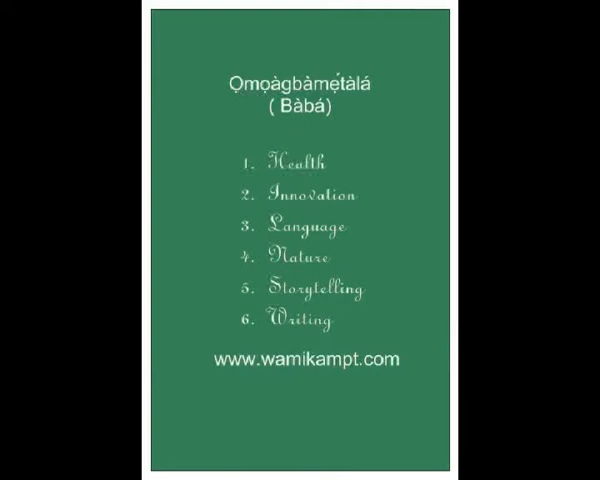 Ọmọàgbàmẹ́tàlá
( Bàbá)
1. Health
2. Innovation
3. Language
4. Nature
5. Storytelling
6. Writing
www.wamikampt.com